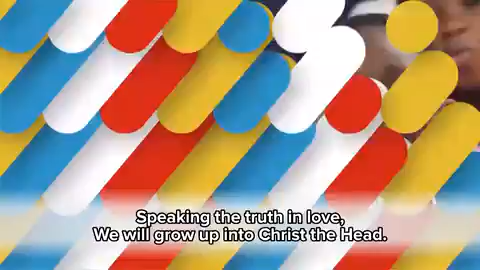 Speaking the truth in love,
We will grow up into Christ the Head.